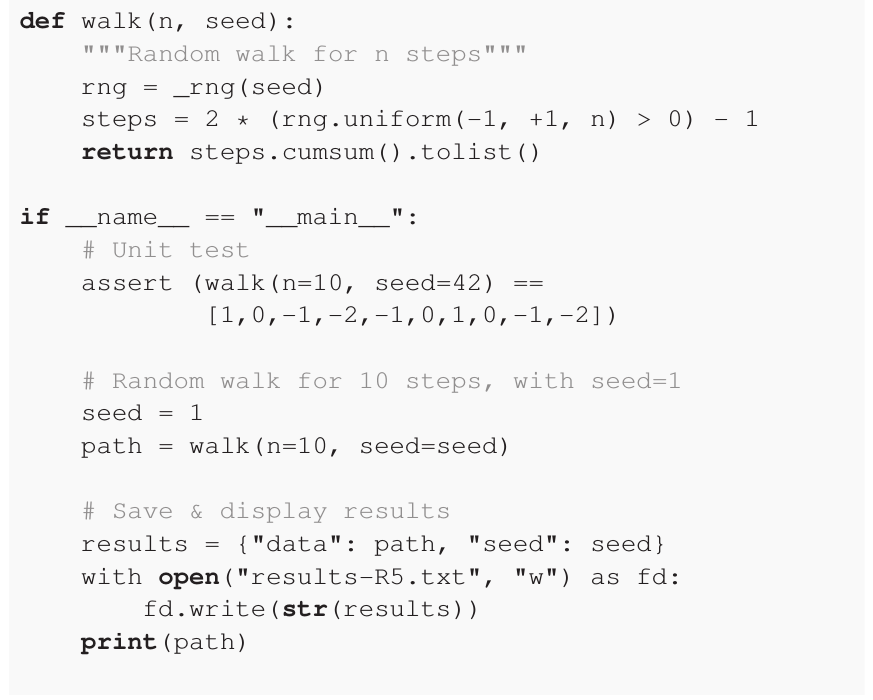 def walk(n, seed):
    """Random walk for n steps"""
    rng = _rng(seed)
    steps = 2 * (rng.uniform(-1, +1, n) > 0) - 1
    return steps.cumsum().tolist()

if __name__ == "__main__":
    # Unit test
    assert (walk(n=10, seed=42) ==
            [1,0,-1,-2,-1,0,1,0,-1,-2])

    # Random walk for 10 steps, with seed=1
    seed = 1
    path = walk(n=10, seed=seed)

    # Save & display results
    results = {"data": path, "seed": seed}
    with open("results-R5.txt", "w") as fd:
        fd.write(str(results))
    print(path)